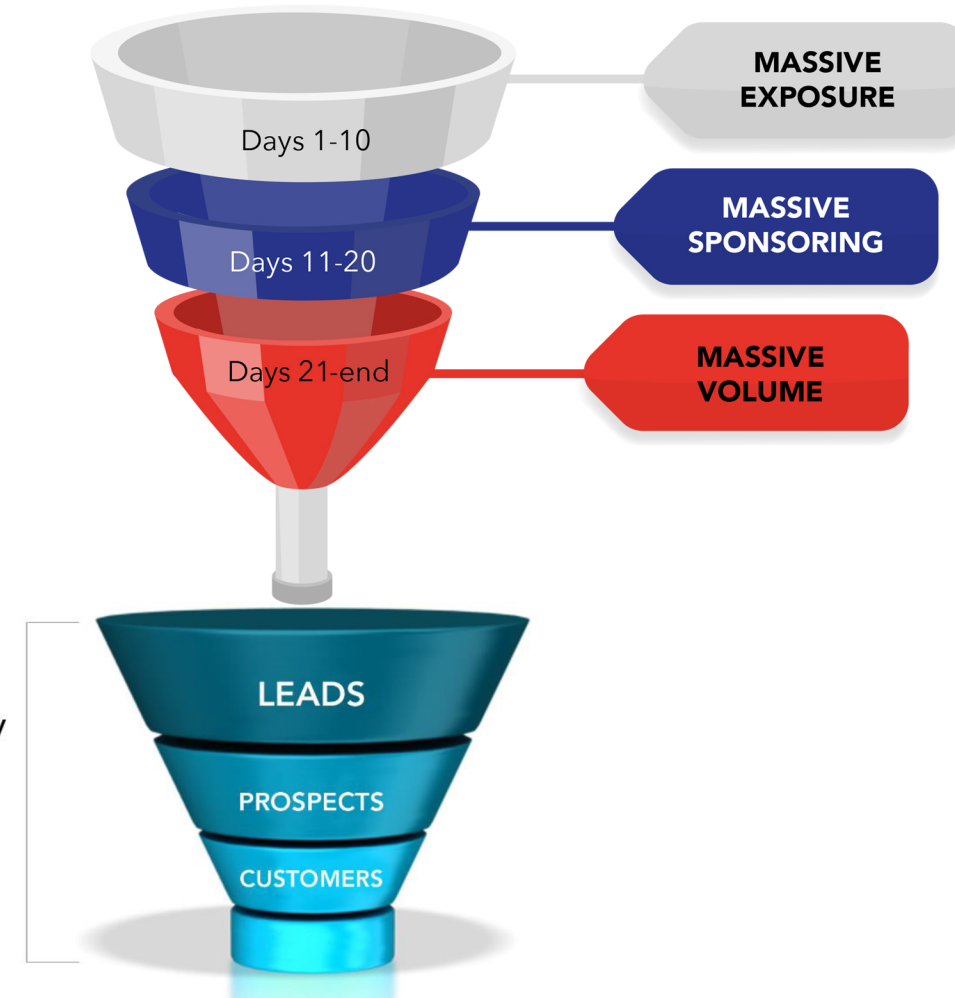 MASSIVE
EXPOSURE
Days 1-10
MASSIVE
SPONSORING
Days 11-20
MASSIVE
VOLUME
Days 21-end
LEADS
PROSPECTS
CUSTOMERS